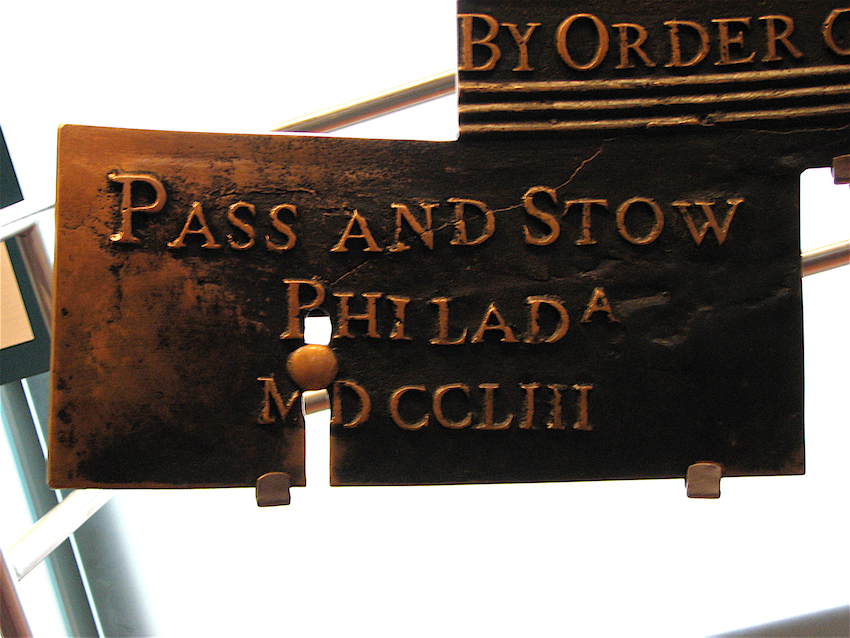 BY ORDER
PASS AND STOW
PHILADA
MDCCLIII